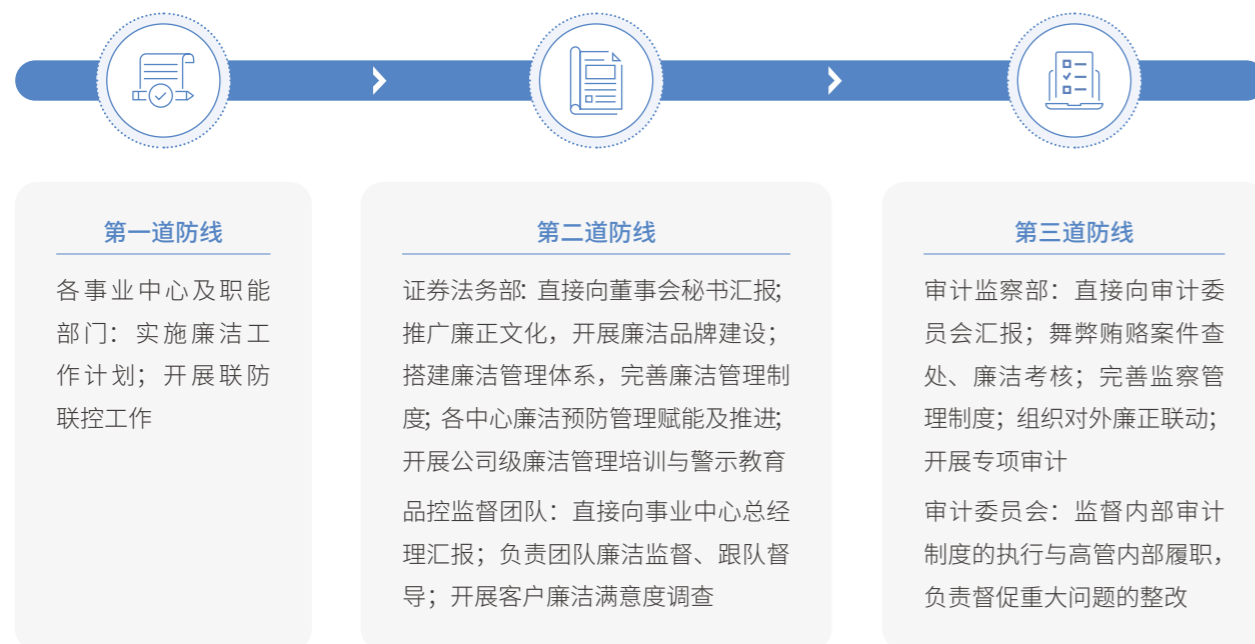 第一道防线
各事业中心及职能
部门：实施廉洁工
作计划；开展联防
联控工作
第二道防线
证券法务部：直接向董事会秘书汇报；
推广廉正文化，开展廉洁品牌建设；
搭建廉洁管理体系，完善廉洁管理制
度；各中心廉洁预防管理赋能及推进；
开展公司级廉洁管理培训与警示教育
品控监督团队：直接向事业中心总经
理汇报；负责团队廉洁监督、跟队督
导；开展客户廉洁满意度调查
第三道防线
审计监察部：直接向审计委
员会汇报；舞弊贿赂案件查
处、廉洁考核；完善监察管
理制度；组织对外廉正联动；
开展专项审计
审计委员会：监督内部审计
制度的执行与高管内部履职，
负责督促重大问题的整改